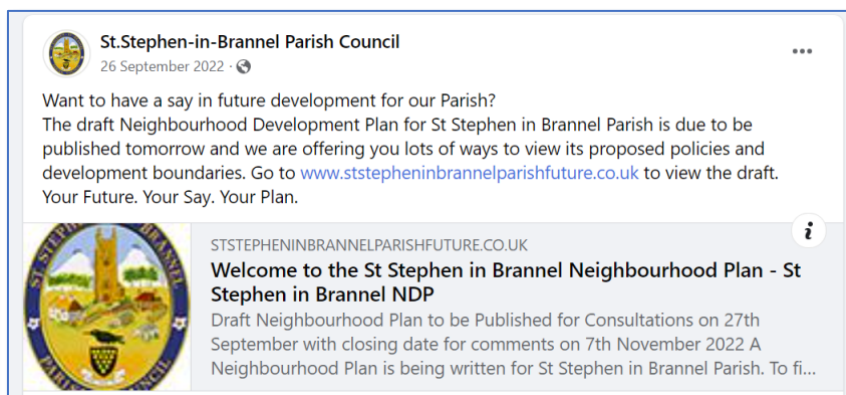 St.Stephen-in-Brannel Parish Council
26 September 2022 ·
Want to have a say in future development for our Parish?
The draft Neighbourhood Development Plan for St Stephen in Brannel Parish is due to be
published tomorrow and we are offering you lots of ways to view its proposed policies and
development boundaries. Go to www.ststepheninbrannelparishfuture.co.uk to view the draft.
Your Future. Your Say. Your Plan.
ST STEPHEN
BRANNEL
PARISH COUNCIL
i
STSTEPHENINBRANNELPARISHFUTURE.CO.UK
Welcome to the St Stephen in Brannel Neighbourhood Plan - St
Stephen in Brannel NDP
Draft Neighbourhood Plan to be Published for Consultations on 27th
September with closing date for comments on 7th November 2022 A
Neighbourhood Plan is being written for St Stephen in Brannel Parish. To fi...